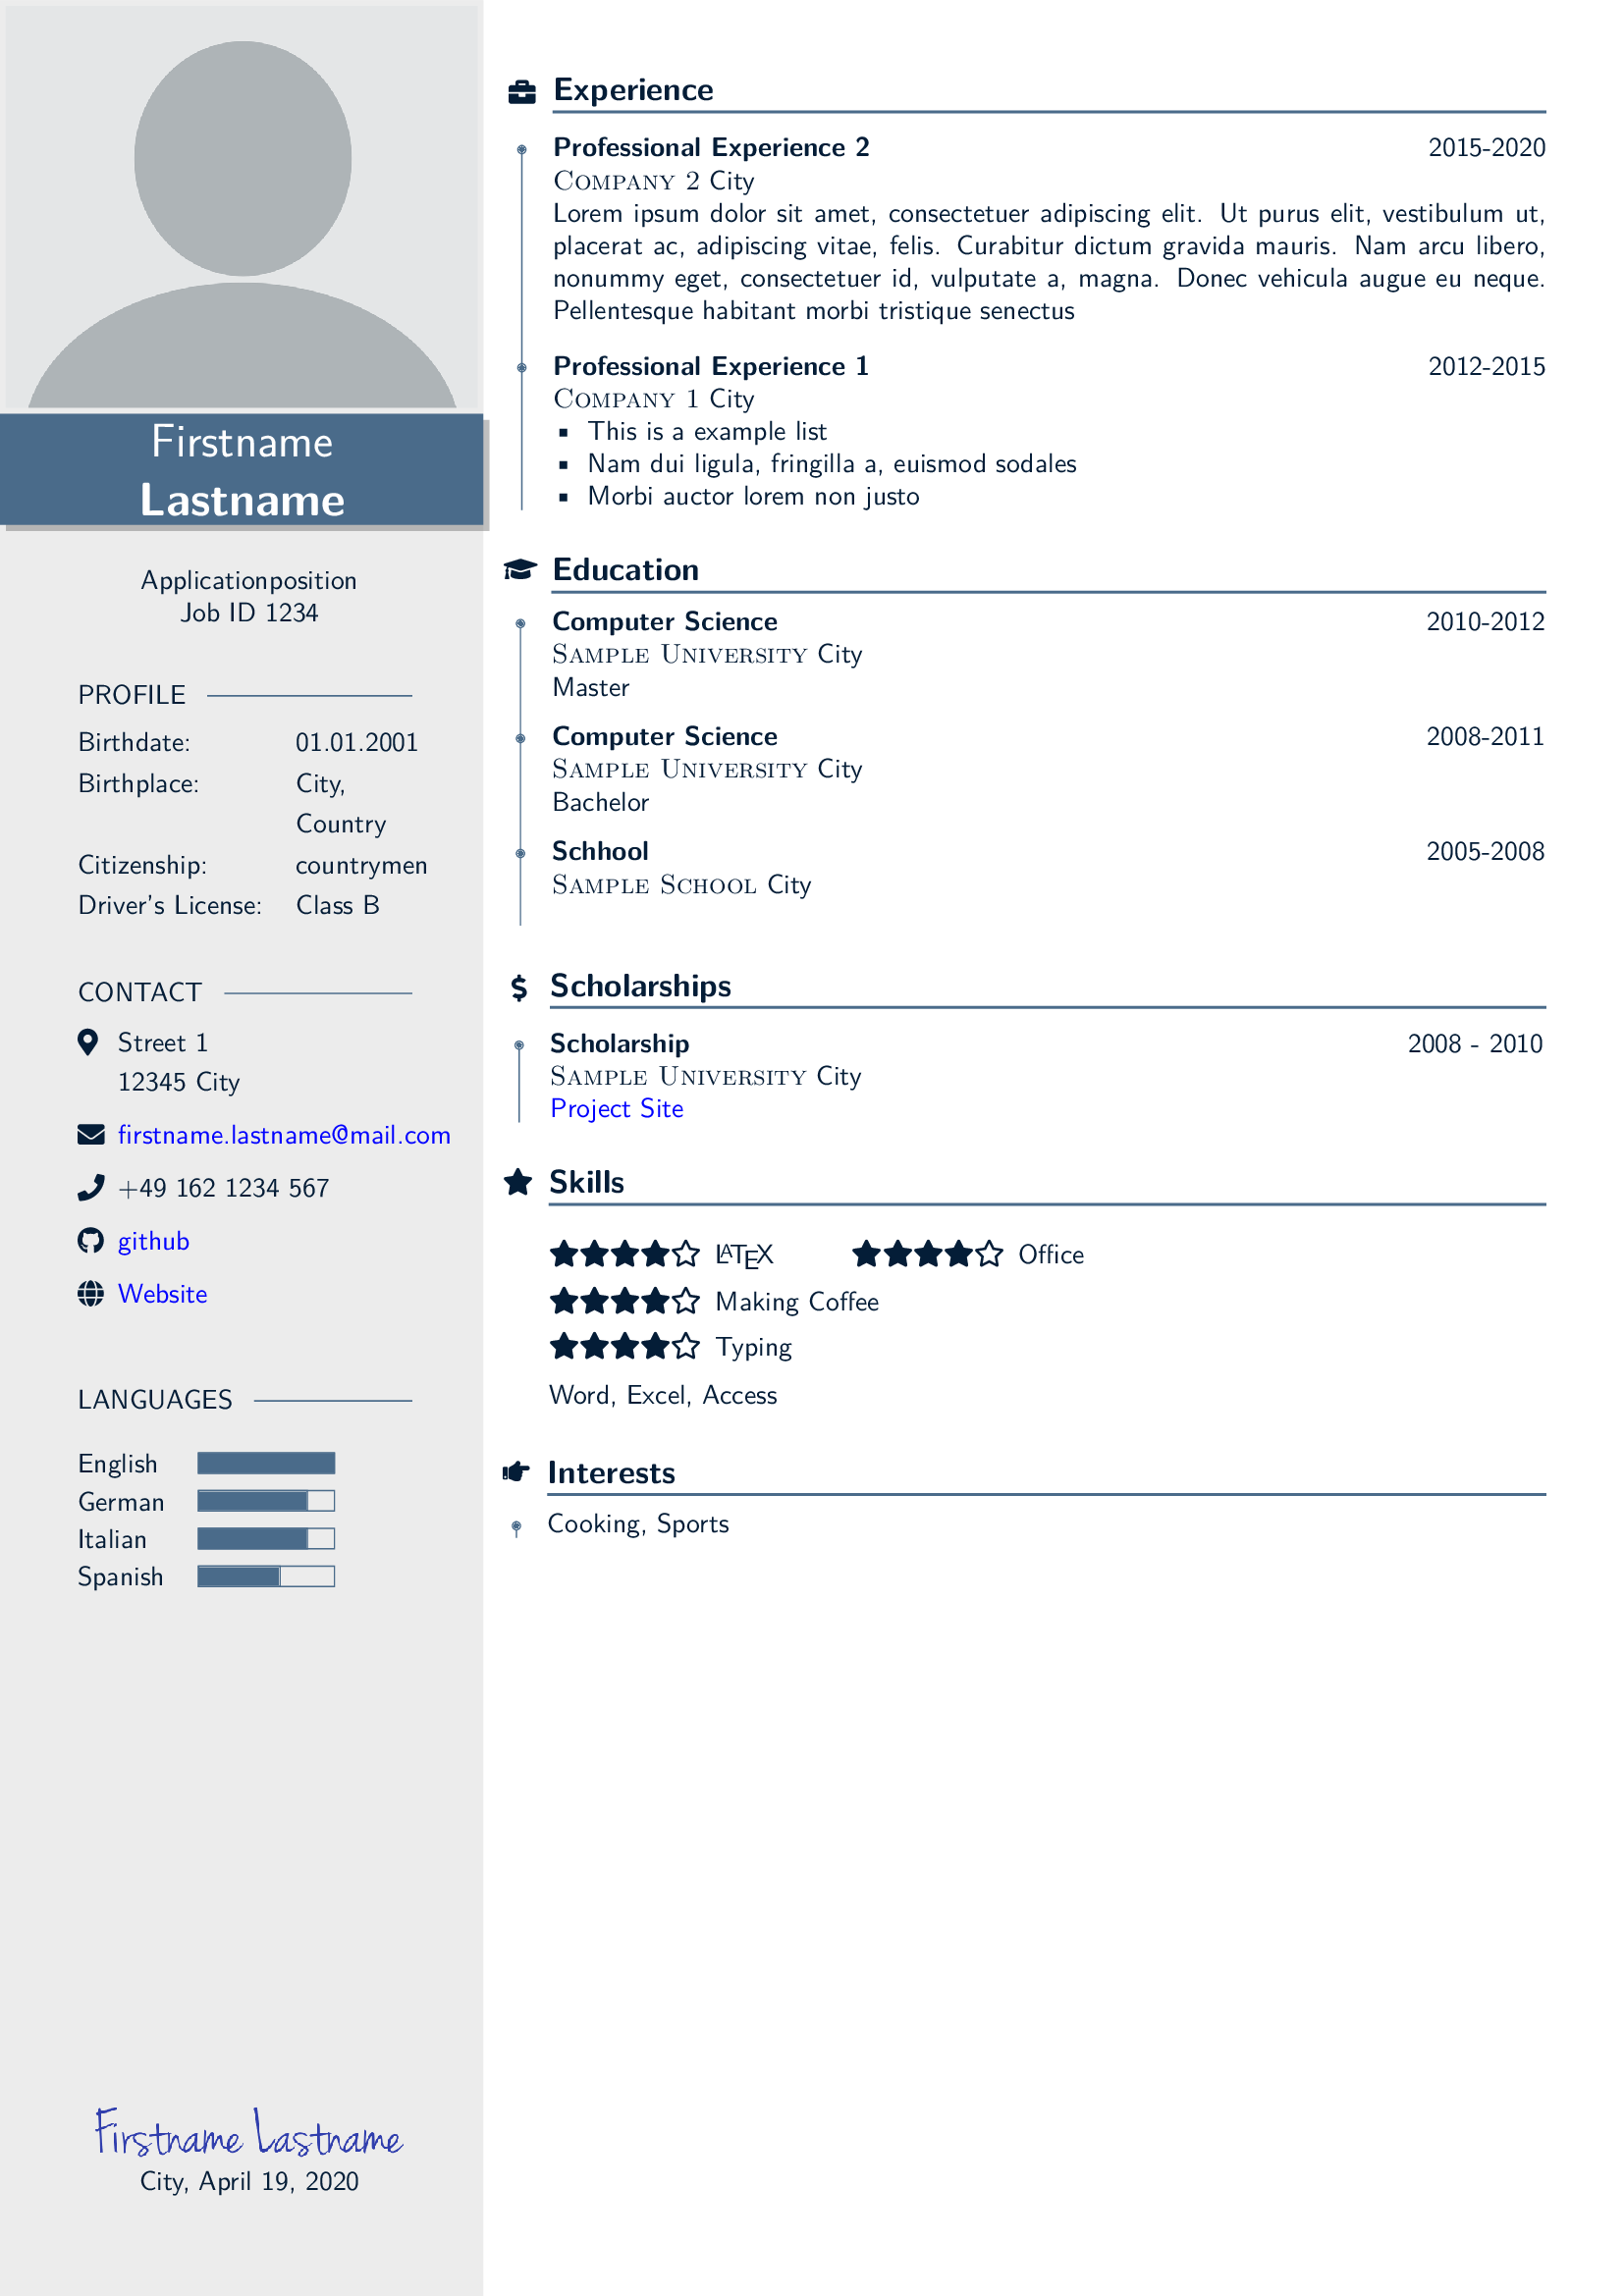 Firstname
Lastname
Applicationposition
Job ID 1234
PROFILE
Birthdate: 01.01.2001
Birthplace: City,
Country
Citizenship: countrymen
Driver's License: Class B
CONTACT
Street 1
12345 City
firstname.lastname@mail.com
+49 162 1234 567
github
Website
LANGUAGES
English
German
Italian
Spanish
Firstname Lastname
City, April 19, 2020
Experience
Professional Experience 2 2015-2020
Company 2 City
Lorem ipsum dolor sit amet, consectetuer adipiscing elit. Ut purus elit, vestibulum ut,
placerat ac, adipiscing vitae, felis. Curabitur dictum gravida mauris. Nam arcu libero,
nonummy eget, consectetuer id, vulputate a, magna. Donec vehicula augue eu neque.
Pellentesque habitant morbi tristique senectus
Professional Experience 1 2012-2015
Company 1 City
▪ This is a example list
▪ Nam dui ligula, fringilla a, euismod sodales
▪ Morbi auctor lorem non justo
Education
Computer Science 2010-2012
Sample University City
Master
Computer Science 2008-2011
Sample University City
Bachelor
Schhool 2005-2008
Sample School City
Scholarships
Scholarship 2008 - 2010
Sample University City
Project Site
Skills
LATEX Office
Making Coffee
Typing
Word, Excel, Access
Interests
Cooking, Sports